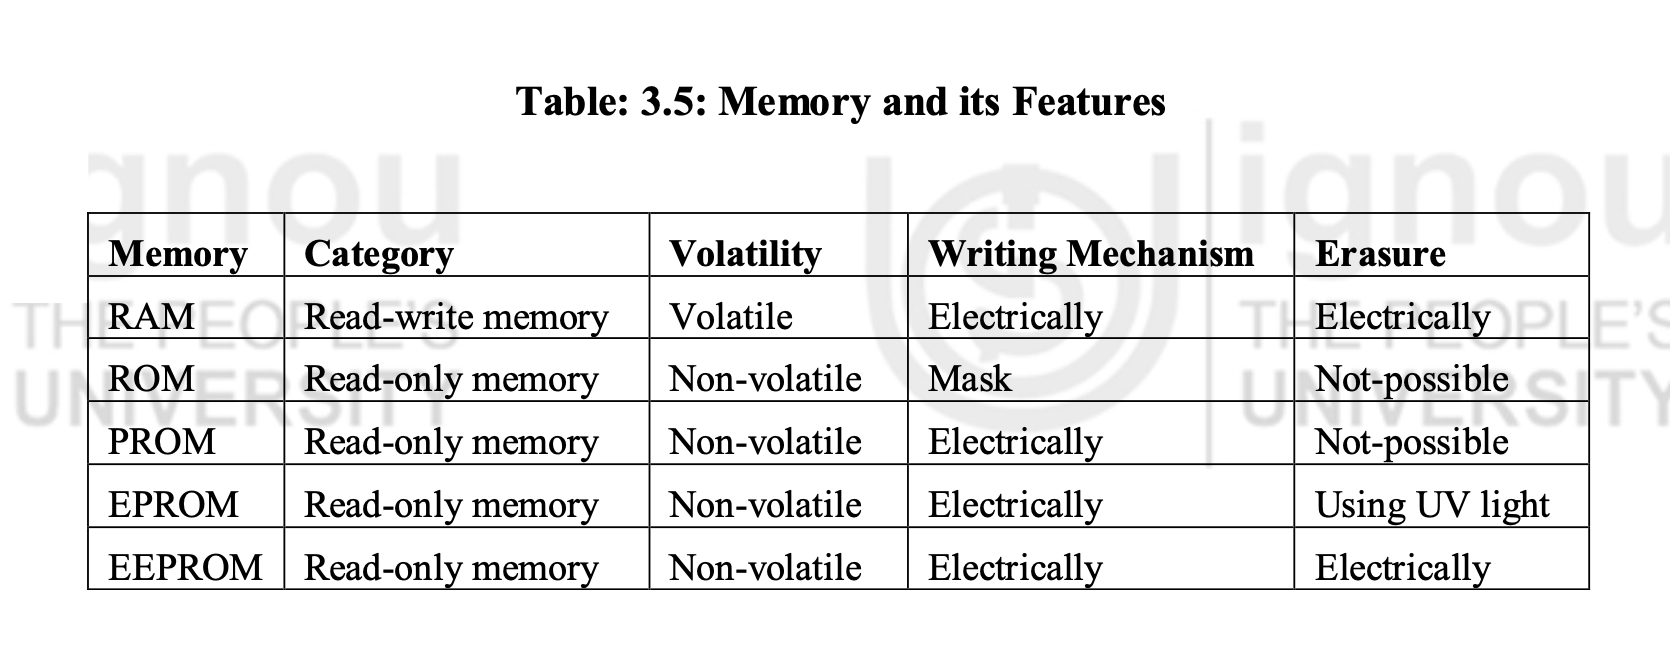 Table: 3.5: Memory and its Features
ignou
ignou
THE PEOPLE'S
UNIVERSITY
THE PEOPLE'S
UNIVERSITY
Memory Category Volatility Writing Mechanism Erasure
RAM Read-write memory Volatile Electrically Electrically
ROM Read-only memory Non-volatile Mask Not-possible
PROM Read-only memory Non-volatile Electrically Not-possible
EPROM Read-only memory Non-volatile Electrically Using UV light
EEPROM Read-only memory Non-volatile Electrically Electrically